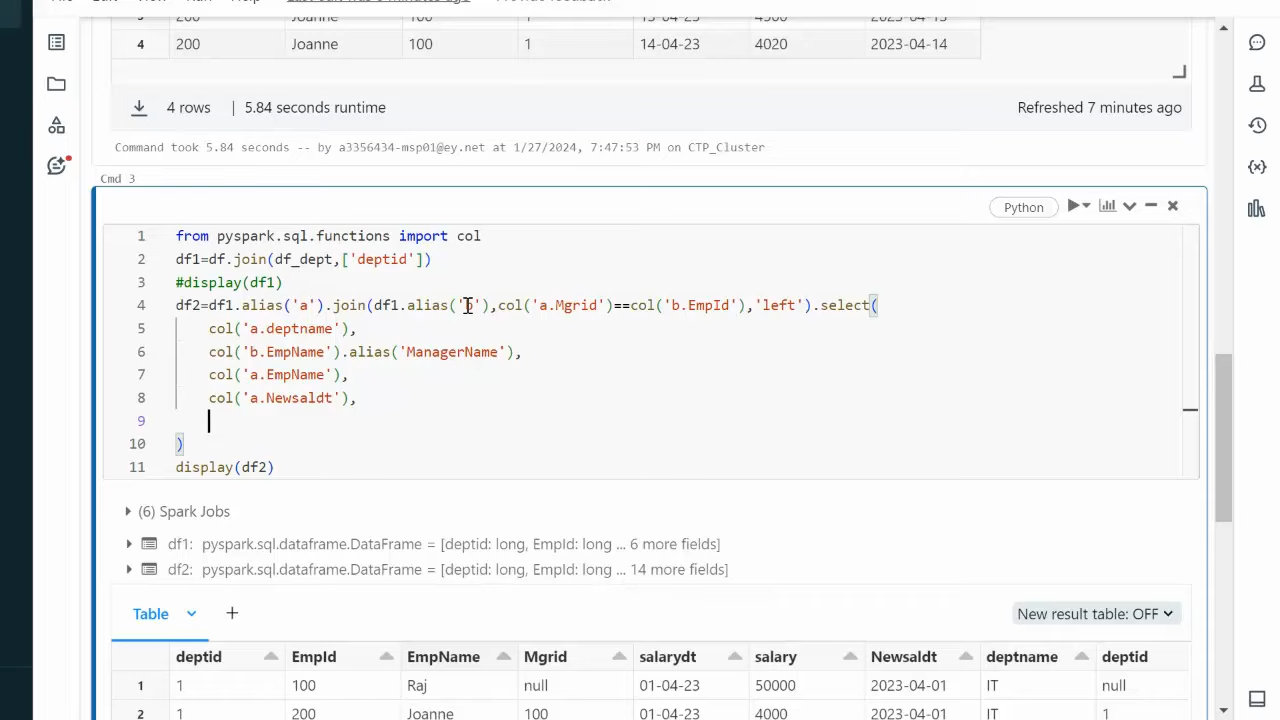 200 Joanne 100 1 13-04-23 4500 2023-04-13
4 200 Joanne 100 1 14-04-23 4020 2023-04-14
4 rows | 5.84 seconds runtime Refreshed 7 minutes ago
Command took 5.84 seconds -- by a3356434-msp01@ey.net at 1/27/2024, 7:47:53 PM on CTP_Cluster
Cmd 3
Python
1 from pyspark.sql.functions import col
2 df1=df.join(df_dept,['deptid'])
3 #display(df1)
4 df2=df1.alias('a').join(df1.alias('b'),col('a.Mgrid')==col('b.EmpId'),'left').select(
5 col('a.deptname'),
6 col('b.EmpName').alias('ManagerName'),
7 col('a.EmpName'),
8 col('a.Newsaldt'),
9
10 )
11 display(df2)
(6) Spark Jobs
df1: pyspark.sql.dataframe.DataFrame = [deptid: long, EmpId: long ... 6 more fields]
df2: pyspark.sql.dataframe.DataFrame = [deptid: long, EmpId: long ... 14 more fields]
Table + New result table: OFF
deptid EmpId EmpName Mgrid salarydt salary Newsaldt deptname deptid
1 1 100 Raj null 01-04-23 50000 2023-04-01 IT null
2 1 200 Joanne 100 01-04-23 4000 2023-04-01 IT 1